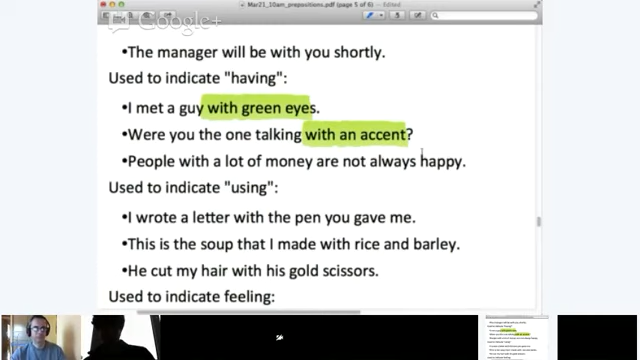 Mar21_10am_prepositions.pdf (page 5 of 6) — Edited
Google+
•The manager will be with you shortly.
Used to indicate "having":
•I met a guy with green eyes.
•Were you the one talking with an accent?
•People with a lot of money are not always happy.
Used to indicate "using":
•I wrote a letter with the pen you gave me.
•This is the soup that I made with rice and barley.
•He cut my hair with his gold scissors.
Used to indicate feeling: